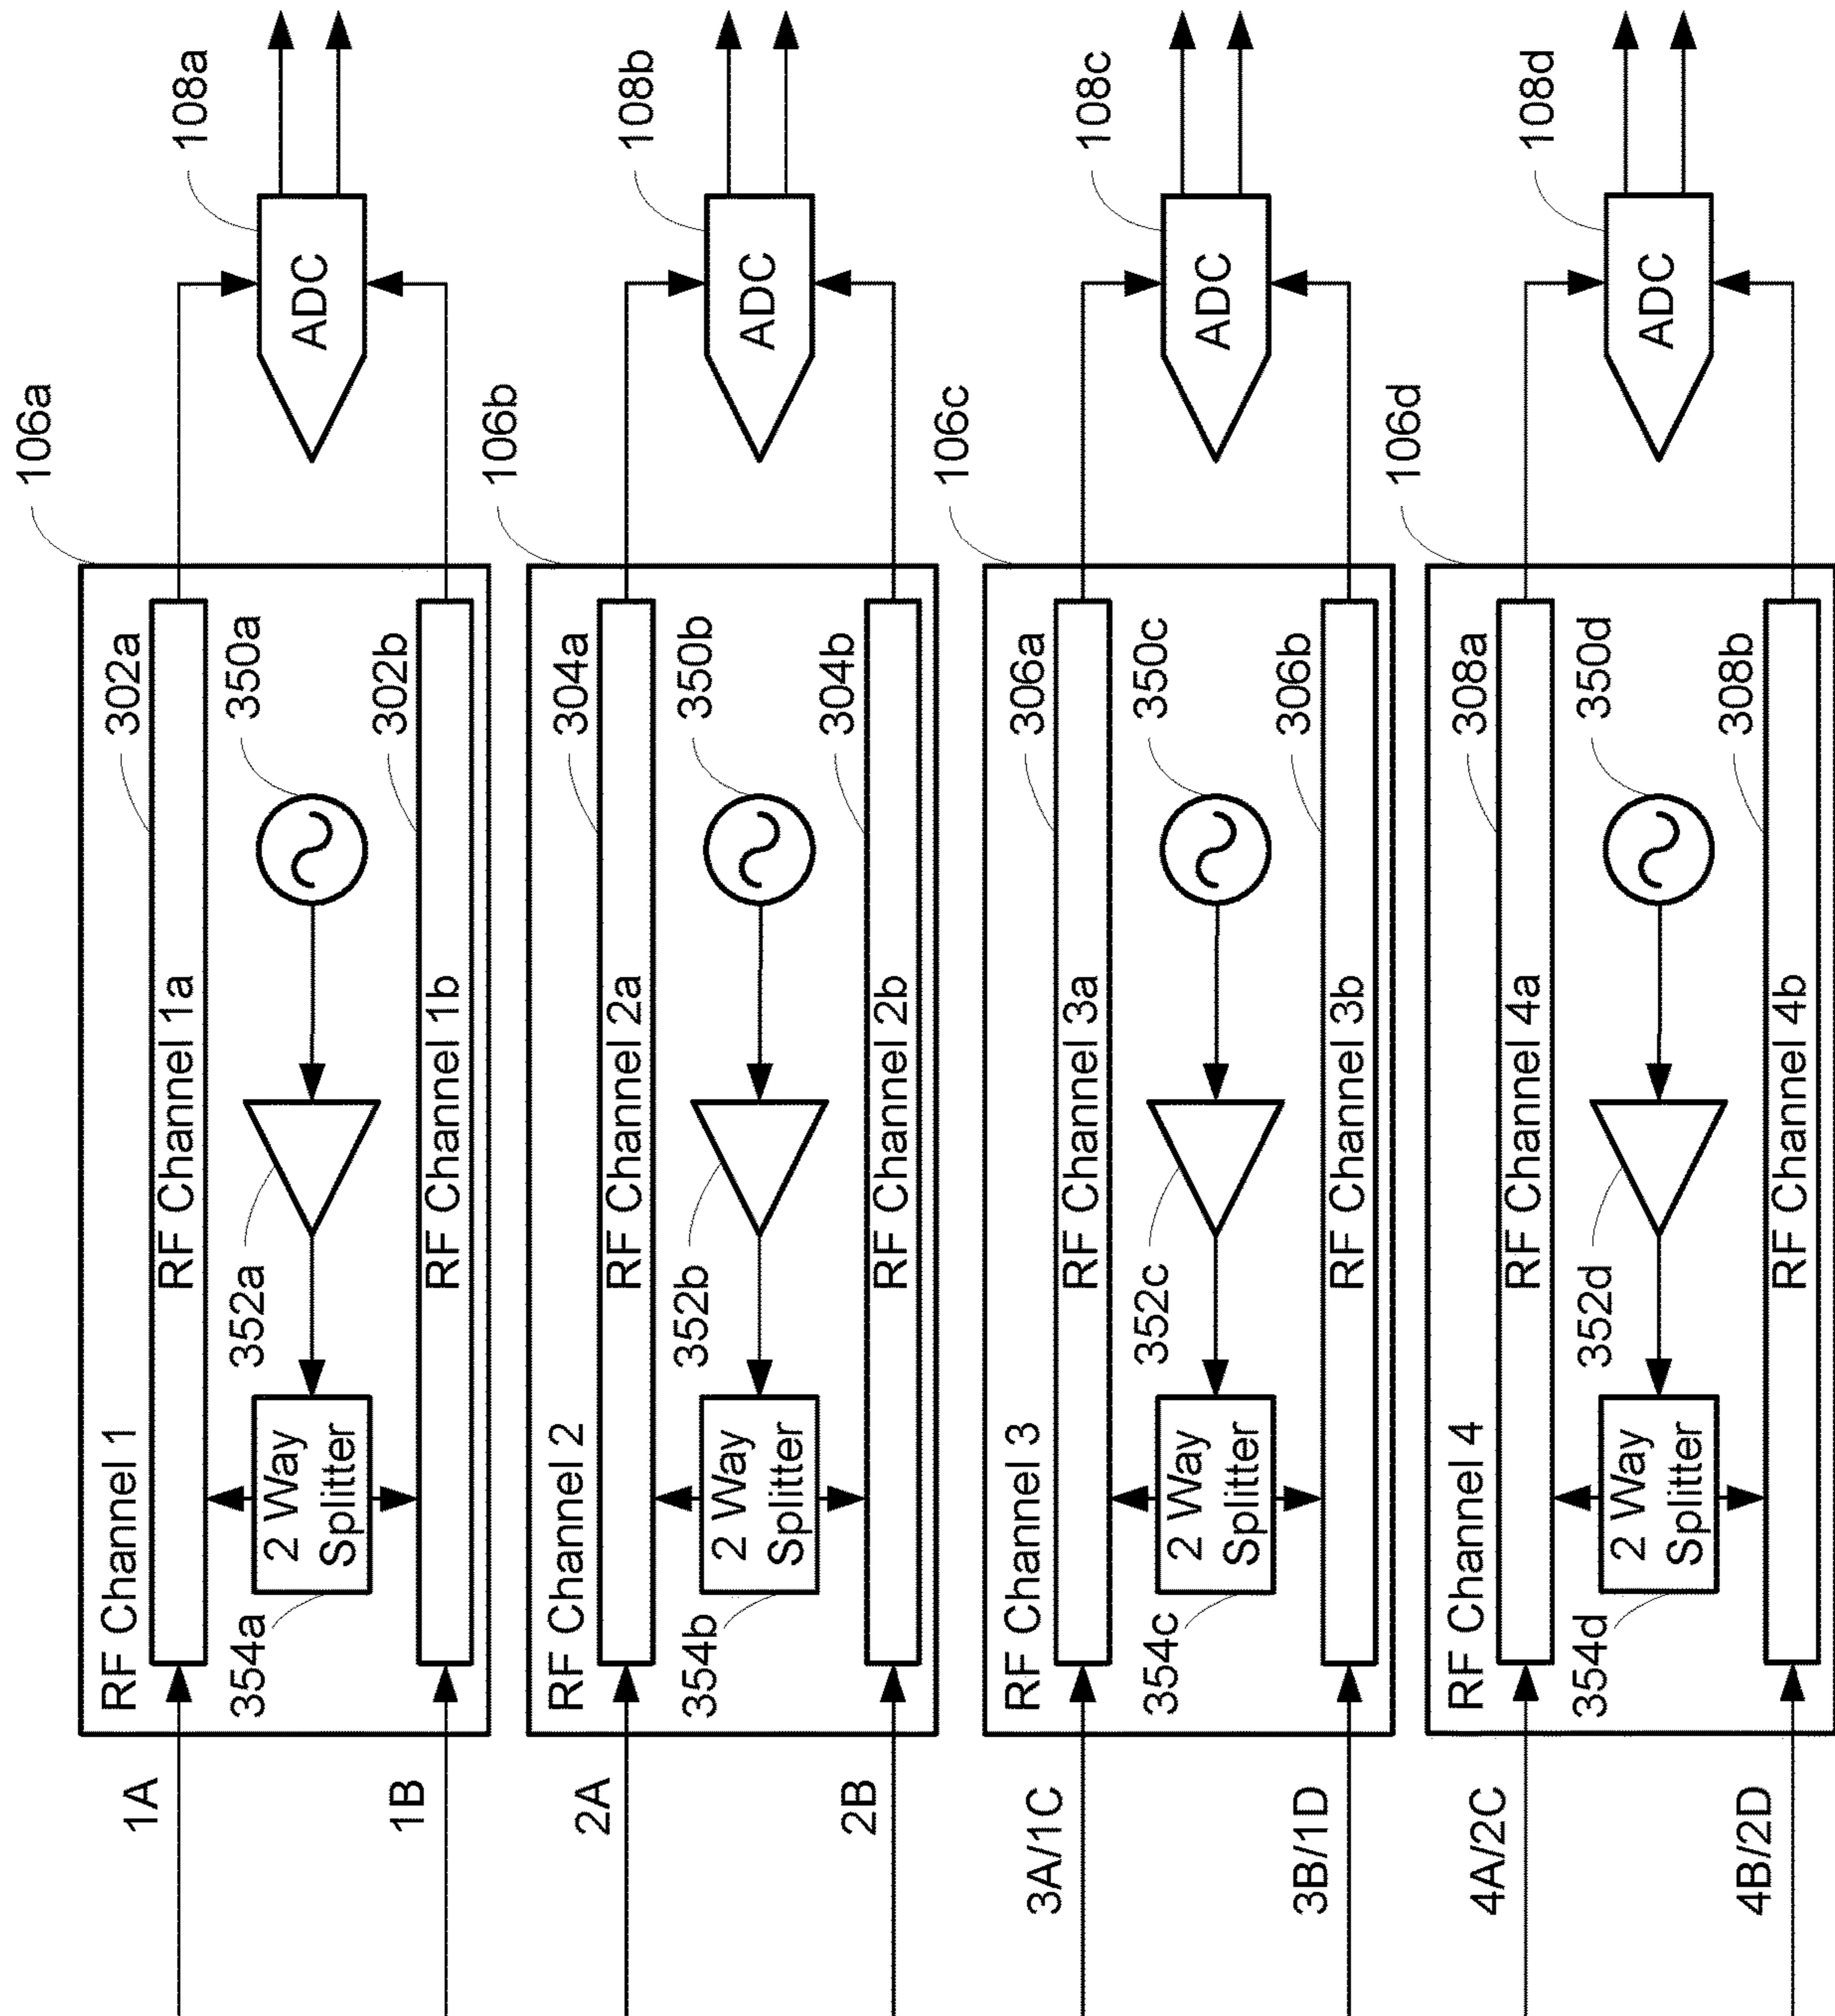 106a
108a
RF Channel 1
1A
302a
RF Channel 1a
350a
352a
354a
2 Way
Splitter
ADC
302b
RF Channel 1b
1B
106b
108b
RF Channel 2
2A
304a
RF Channel 2a
350b
352b
354b
2 Way
Splitter
ADC
304b
RF Channel 2b
2B
106c
108c
RF Channel 3
3A/1C
306a
RF Channel 3a
350c
352c
354c
2 Way
Splitter
ADC
306b
RF Channel 3b
3B/1D
106d
108d
RF Channel 4
4A/2C
308a
RF Channel 4a
350d
352d
354d
2 Way
Splitter
ADC
308b
RF Channel 4b
4B/2D